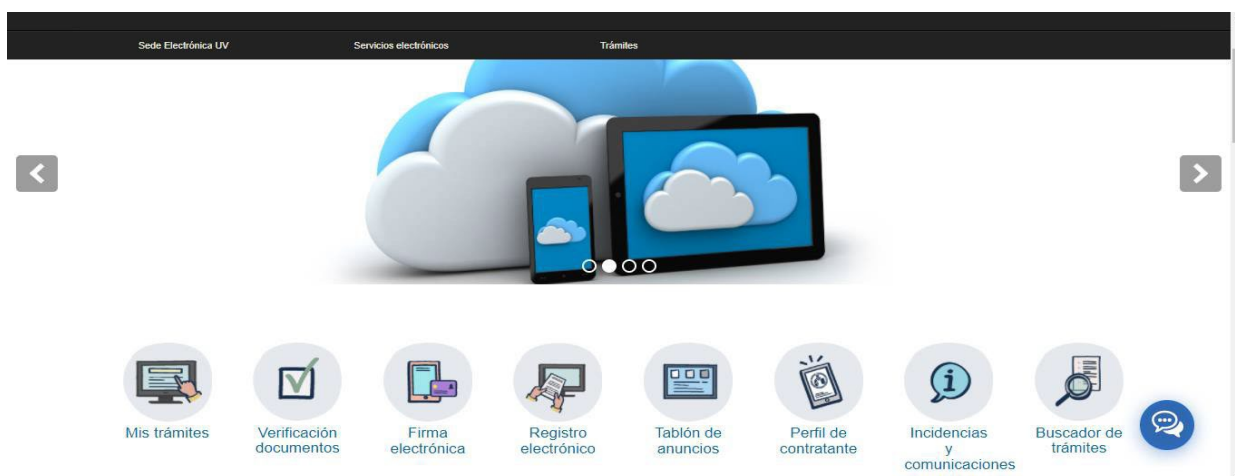 Sede Electrónica UV
Servicios electrónicos
Trámites
Mis trámites
Verificación
documentos
Firma
electrónica
Registro
electrónico
Tablón de
anuncios
Perfil de
contratante
Incidencias
y
comunicaciones
Buscador de
trámites